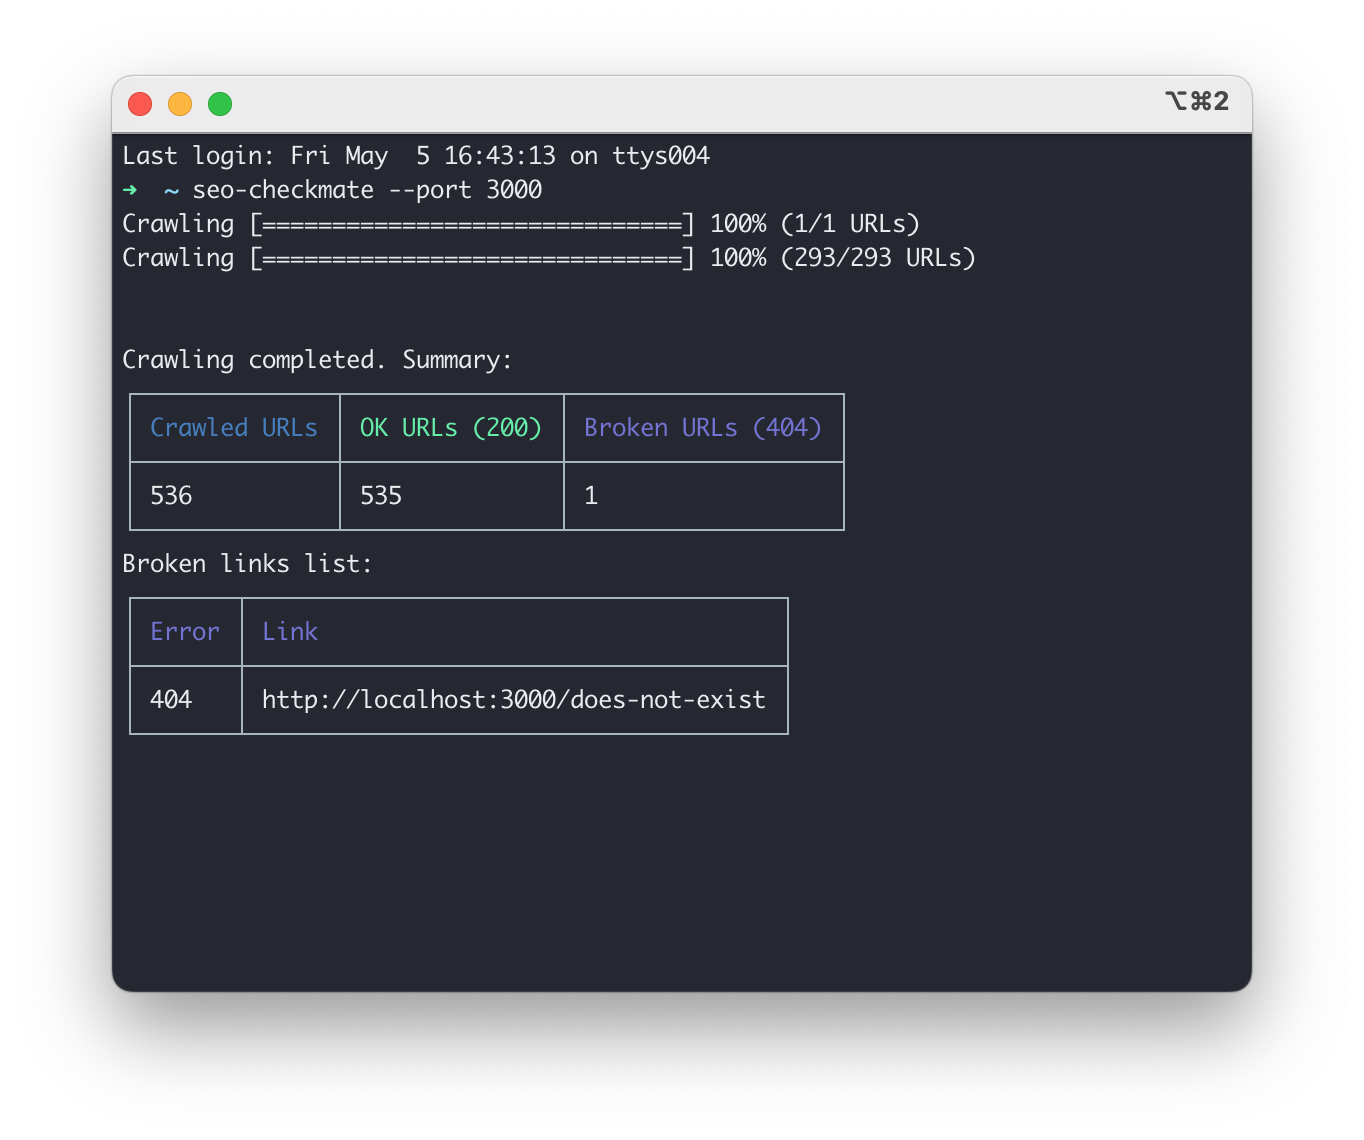 ⌥⌘2
Last login: Fri May  5 16:43:13 on ttys004
➜  ~ seo-checkmate --port 3000
Crawling [==============================] 100% (1/1 URLs)
Crawling [==============================] 100% (293/293 URLs)
Crawling completed. Summary:
Crawled URLs OK URLs (200) Broken URLs (404)
536 535 1
Broken links list:
Error Link
404 http://localhost:3000/does-not-exist